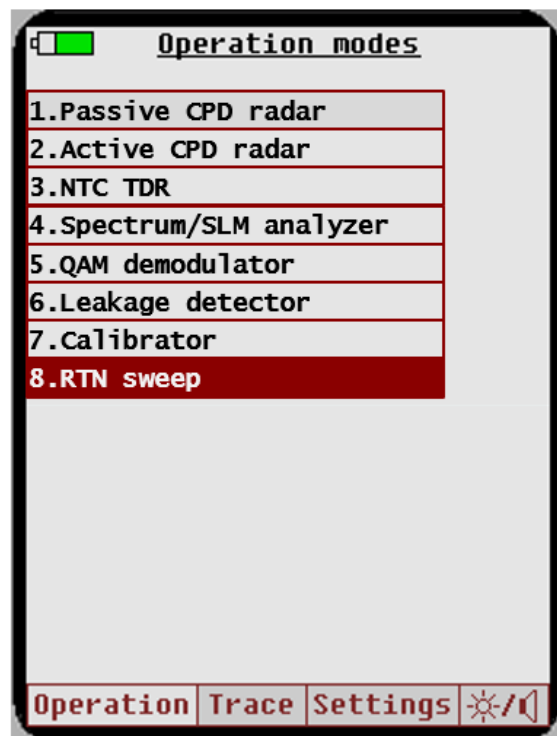 Operation modes
1.Passive CPD radar
2.Active CPD radar
3.NTC TDR
4.Spectrum/SLM analyzer
5.QAM demodulator
6.Leakage detector
7.Calibrator
8.RTN sweep
Operation Trace Settings /